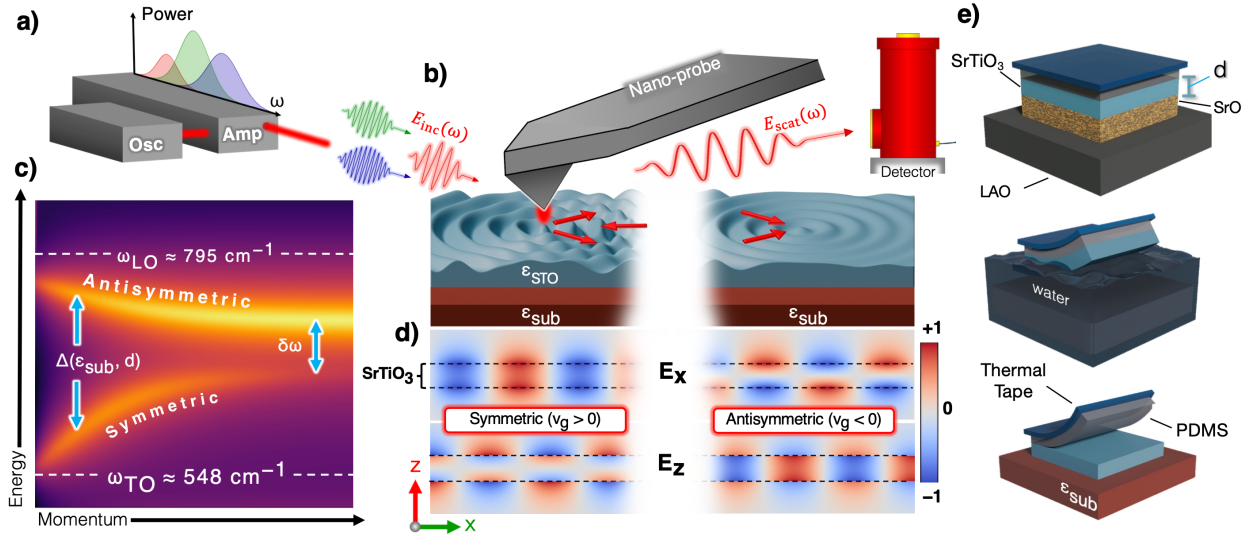 a)
Power
ω
Osc
Amp
b)
E_inc(ω)
Nano-probe
E_scat(ω)
Detector
ε_STO
ε_sub
ε_sub
c)
Energy
ω_LO ≈ 795 cm⁻¹
Antisymmetric
Δ(ε_sub, d)
δω
Symmetric
ω_TO ≈ 548 cm⁻¹
Momentum
d)
SrTiO₃
E_x
Symmetric (v_g > 0)
Antisymmetric (v_g < 0)
E_z
+1
0
−1
z
x
e)
SrTiO₃
d
SrO
LAO
water
Thermal
Tape
PDMS
ε_sub